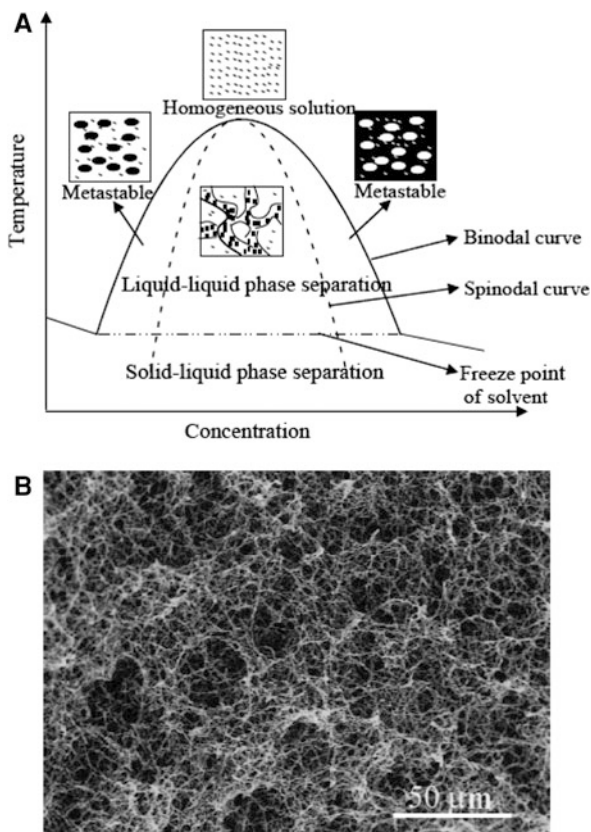 A
Homogeneous solution
Metastable
Metastable
Temperature
Binodal curve
Liquid-liquid phase separation
Spinodal curve
Solid-liquid phase separation
Freeze point
of solvent
Concentration
B
50 μm